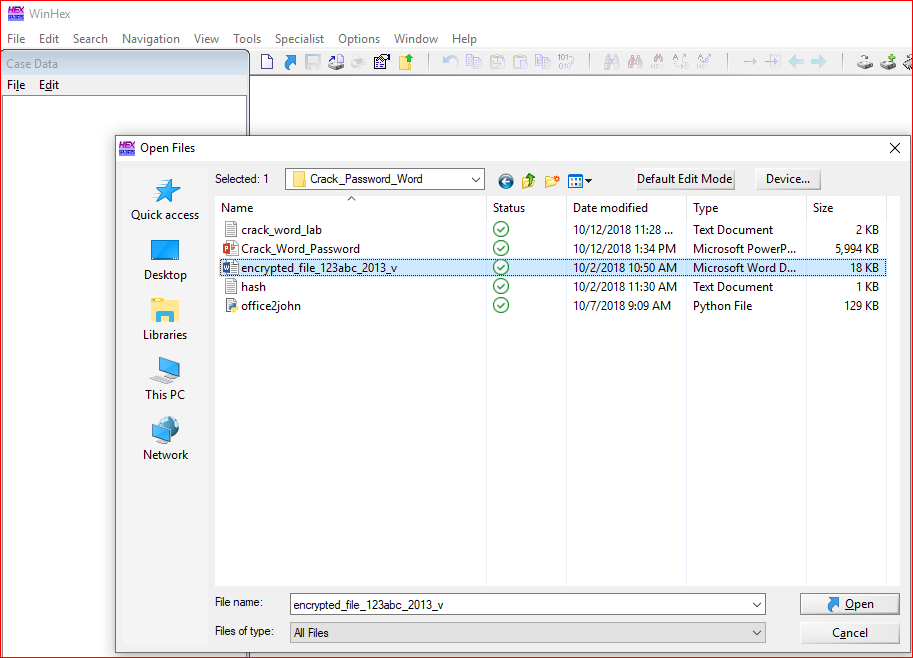 WinHex
File Edit Search Navigation View Tools Specialist Options Window Help
Case Data
File Edit
Open Files
Selected: 1 Crack_Password_Word Default Edit Mode Device...
Name Status Date modified Type Size
crack_word_lab 10/12/2018 11:28 ... Text Document 2 KB
Crack_Word_Password 10/12/2018 1:34 PM Microsoft PowerP... 5,994 KB
encrypted_file_123abc_2013_v 10/2/2018 10:50 AM Microsoft Word D... 18 KB
hash 10/2/2018 11:30 AM Text Document 1 KB
office2john 10/7/2018 9:09 AM Python File 129 KB
Quick access
Desktop
Libraries
This PC
Network
File name: encrypted_file_123abc_2013_v Open
Files of type: All Files Cancel